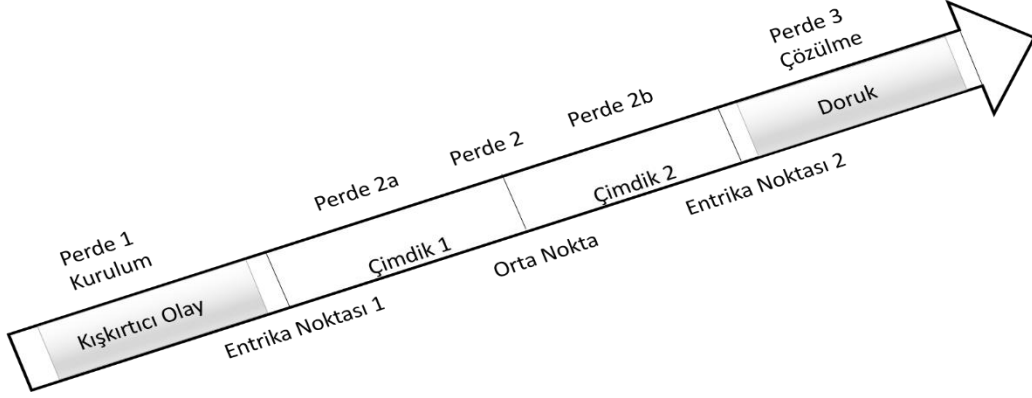 Perde 1
Kurulum
Kışkırtıcı Olay
Entrika Noktası 1
Perde 2a
Çimdik 1
Perde 2
Orta Nokta
Perde 2b
Çimdik 2
Entrika Noktası 2
Perde 3
Çözülme
Doruk